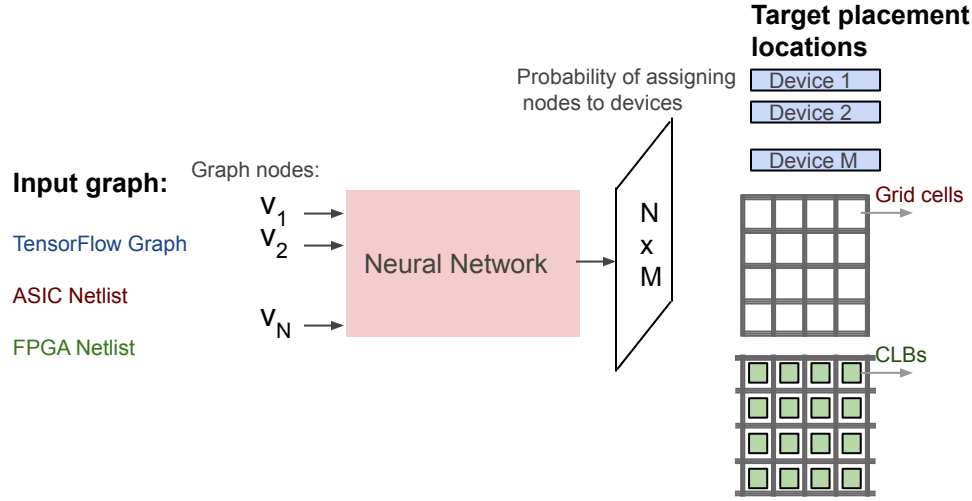 Target placement
locations
Device 1
Device 2
Device M
Probability of assigning
nodes to devices
Input graph:
Graph nodes:
TensorFlow Graph
ASIC Netlist
FPGA Netlist
V1
V2
VN
Neural Network
N
x
M
Grid cells
CLBs